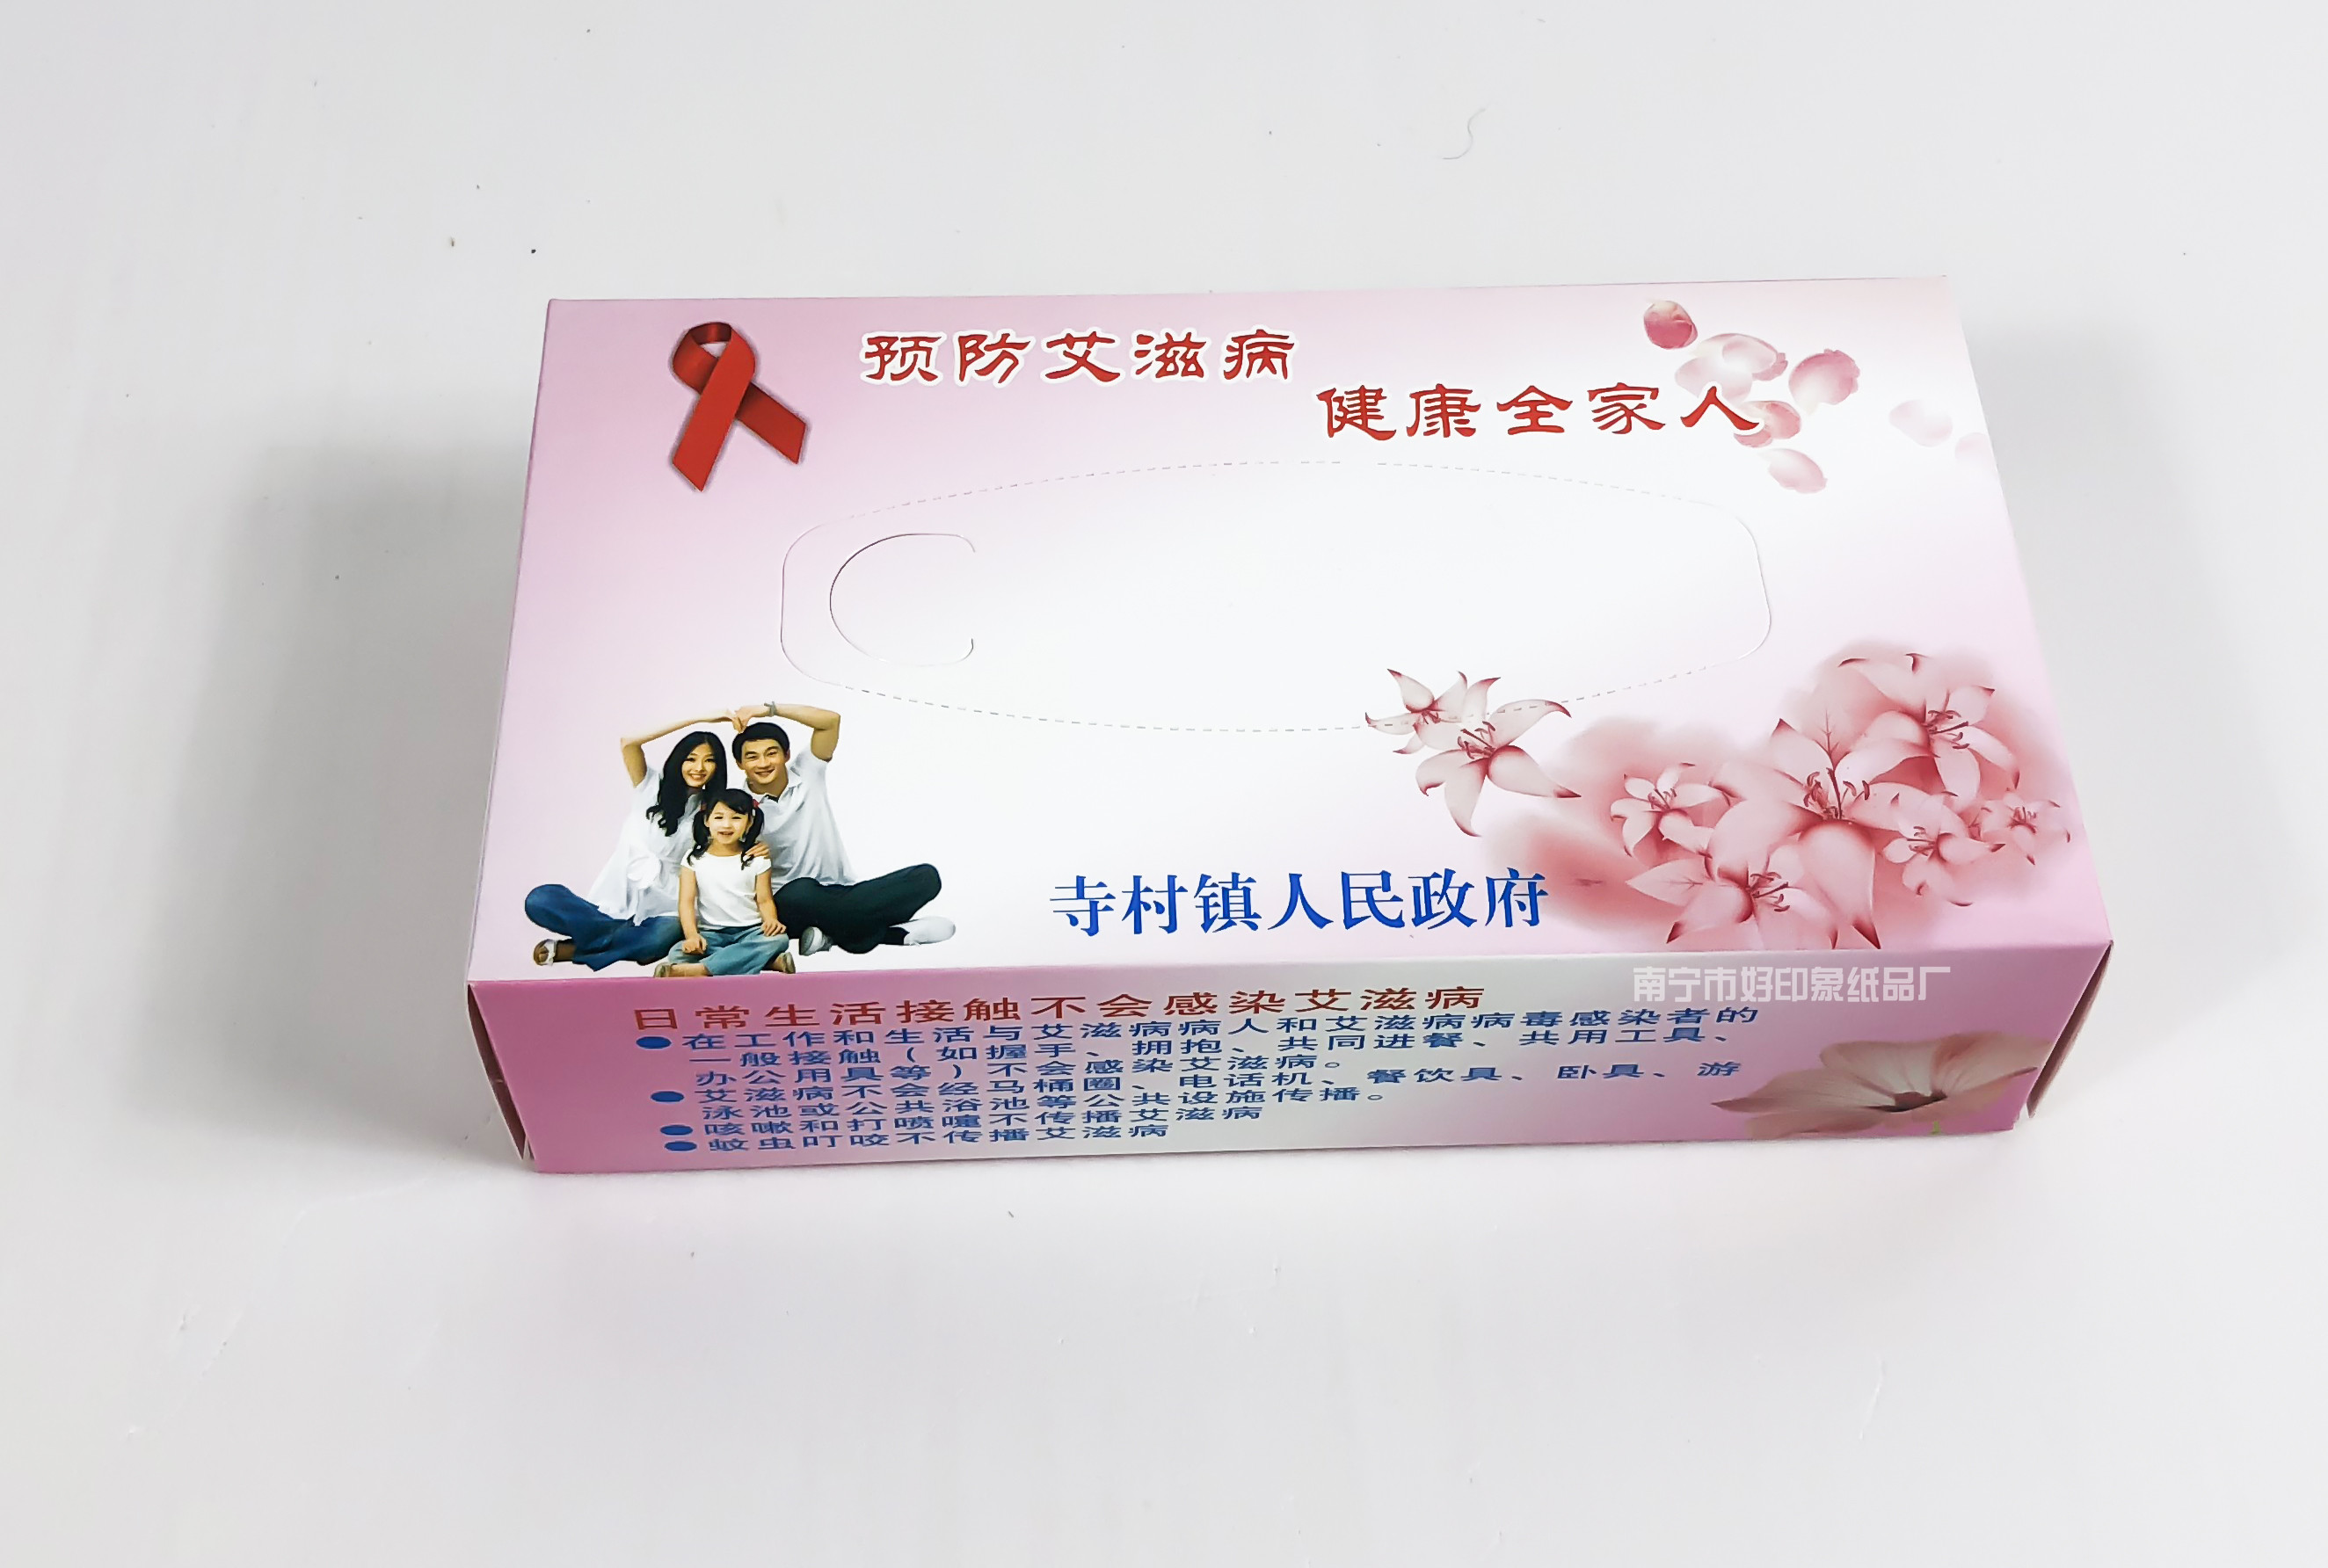 预防艾滋病
健康全家人
寺村镇人民政府
南宁市好印象纸品厂
日常生活接触不会感染艾滋病
●在工作和生活与艾滋病病人和艾滋病病毒感染者的
一般接触（如握手、拥抱、共同进餐、共用工具、
办公用具等）不会感染艾滋病。
●艾滋病不会经马桶圈、电话机、餐饮具、卧具、游
泳池或公共浴池等公共设施传播。
●咳嗽和打喷嚏不传播艾滋病
●蚊虫叮咬不传播艾滋病